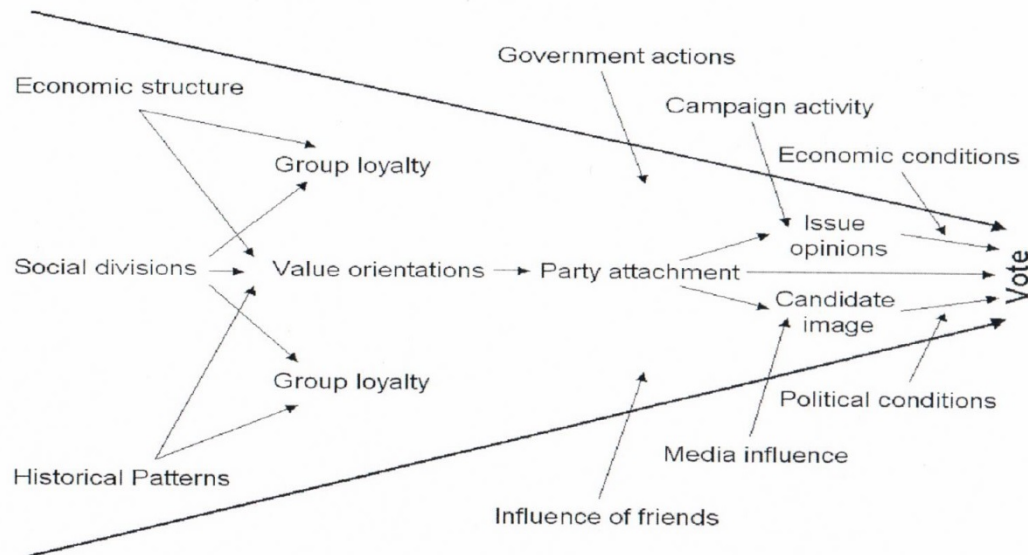 Government actions
Economic structure
Campaign activity
Group loyalty
Economic conditions
Issue
opinions
Social divisions
Value orientations
Party attachment
Vote
Candidate
image
Group loyalty
Political conditions
Media influence
Historical Patterns
Influence of friends